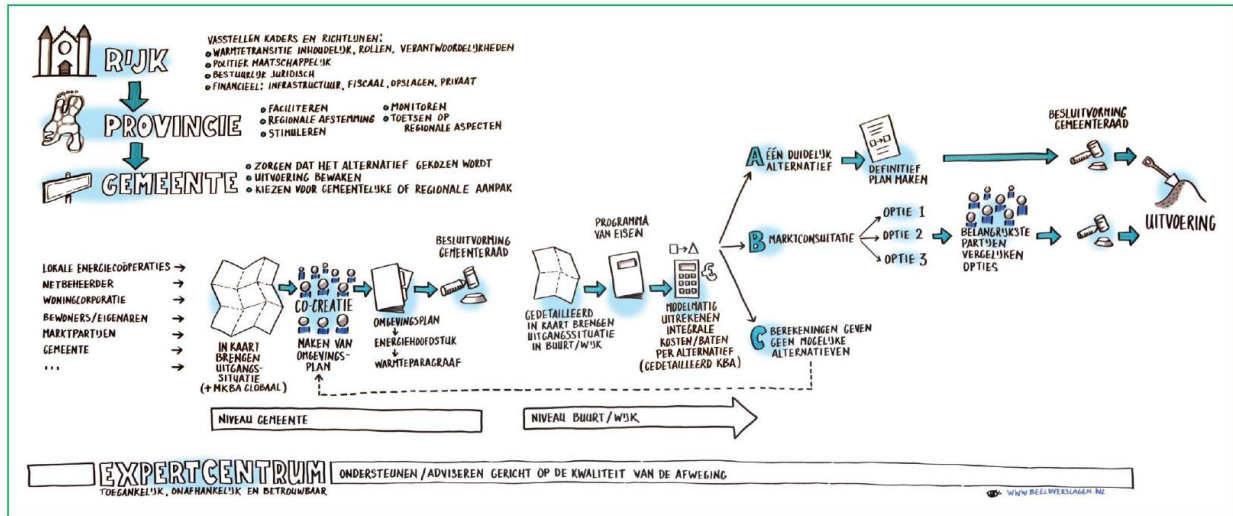 RIJK
VASSTELLEN KADERS EN RICHTLIJNEN:
• WARMTETRANSITIE INHOUDELIJK, ROLLEN, VERANTWOORDELIJKHEDEN
• POLITIEK MAATSCHAPPELIJK
• BESTUURLIJK JURIDISCH
• FINANCIEEL: INFRASTRUCTUUR, FISCAAL, OPSLAGEN, PRIVAAT
PROVINCIE
• FACILITEREN
• REGIONALE AFSTEMMING
• STIMULEREN
• MONITOREN
• TOETSEN OP
REGIONALE ASPECTEN
GEMEENTE
• ZORGEN DAT HET ALTERNATIEF GEKOZEN WORDT
• UITVOERING BEWAKEN
• KIEZEN VOOR GEMEENTELIJKE OF REGIONALE AANPAK
LOKALE ENERGIECOÖPERATIES →
NETBEHEERDER →
WONINGCORPORATIE →
BEWONERS/EIGENAREN →
MARKTPARTIJEN →
GEMEENTE →
... →
IN KAART
BRENGEN
UITGANGS-
SITUATIE
(+ MKBA GLOBAAL)
CO-CREATIE
MAKEN VAN
OMGEVINGS-
PLAN
OMGEVINGSPLAN
↓
ENERGIEHOOFDSTUK
↓
WARMTEPARAGRAAF
BESLUITVORMING
GEMEENTERAAD
GEDETAILLEERD
IN KAART BRENGEN
UITGANGSSITUATIE
IN BUURT/WIJK
PROGRAMMA
VAN EISEN
MODELMATIG
UITREKENEN
INTEGRALE
KOSTEN/BATEN
PER ALTERNATIEF
(GEDETAILLEERD KBA)
A ÉÉN DUIDELIJK
ALTERNATIEF
DEFINITIEF
PLAN MAKEN
B MARKTCONSULTATIE
OPTIE 1
OPTIE 2
OPTIE 3
BELANGRIJKSTE
PARTIJEN
VERGELIJKEN
OPTIES
C BEREKENINGEN GEVEN
GEEN MOGELIJKE
ALTERNATIEVEN
BESLUITVORMING
GEMEENTERAAD
UITVOERING
NIVEAU GEMEENTE
NIVEAU BUURT/WIJK
EXPERTCENTRUM
TOEGANKELIJK, ONAFHANKELIJK EN BETROUWBAAR
ONDERSTEUNEN/ADVISEREN GERICHT OP DE KWALITEIT VAN DE AFWEGING
WWW.BEELDVERSLAGEN.NL